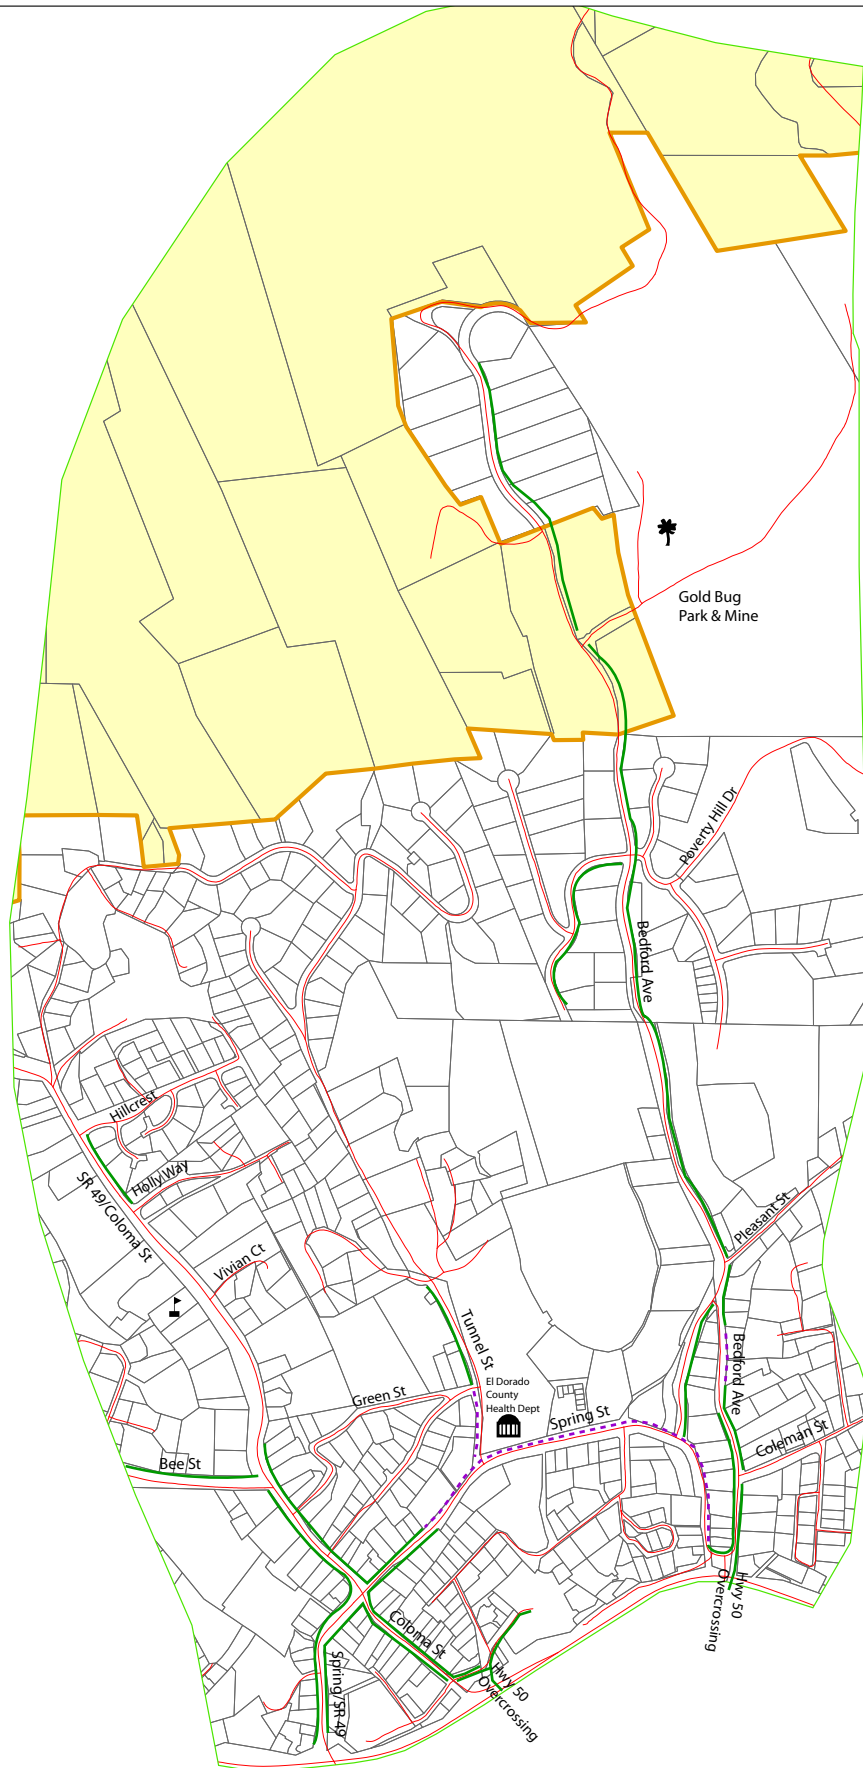 Gold Bug
Park & Mine
Poverty Hill Dr
Bedford Ave
Hillcrest
Holly Way
SR 49/Coloma St
Pleasant St
Vivian Ct
Tunnel St
Bedford Ave
El Dorado
County
Health Dept
Green St
Spring St
Coleman St
Bee St
Hwy 50
Overcrossing
Coloma St
Spring/SR 49
Hwy 50
Overcrossing